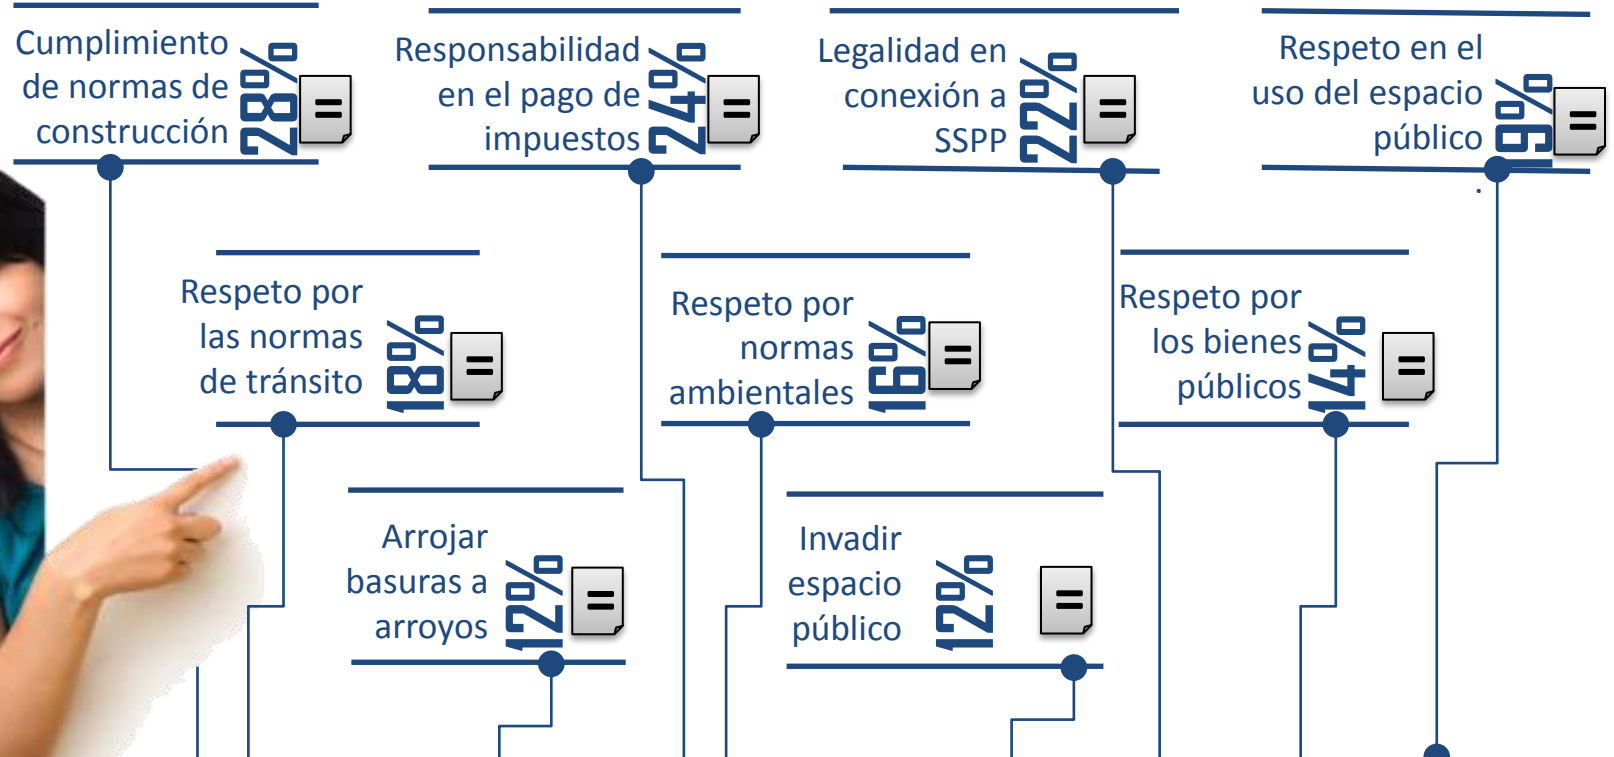 Cumplimiento
de normas de
construcción
28%
=
Responsabilidad
en el pago de
impuestos
24%
=
Legalidad en
conexión a
SSPP
22%
=
Respeto en el
uso del espacio
público
19%
=
.
Respeto por
las normas
de tránsito
18%
=
Respeto por
normas
ambientales
16%
=
Respeto por
los bienes
públicos
14%
=
Arrojar
basuras a
arroyos
12%
=
Invadir
espacio
público
12%
=